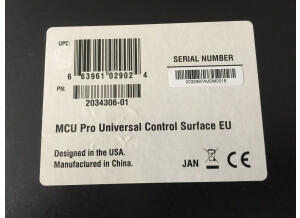 UPC:
6 63961 02902 4
PN:
2034306-01
SERIAL NUMBER
MCU Pro Universal Control Surface EU
Designed in the USA.
Manufactured in China.
JAN
CE